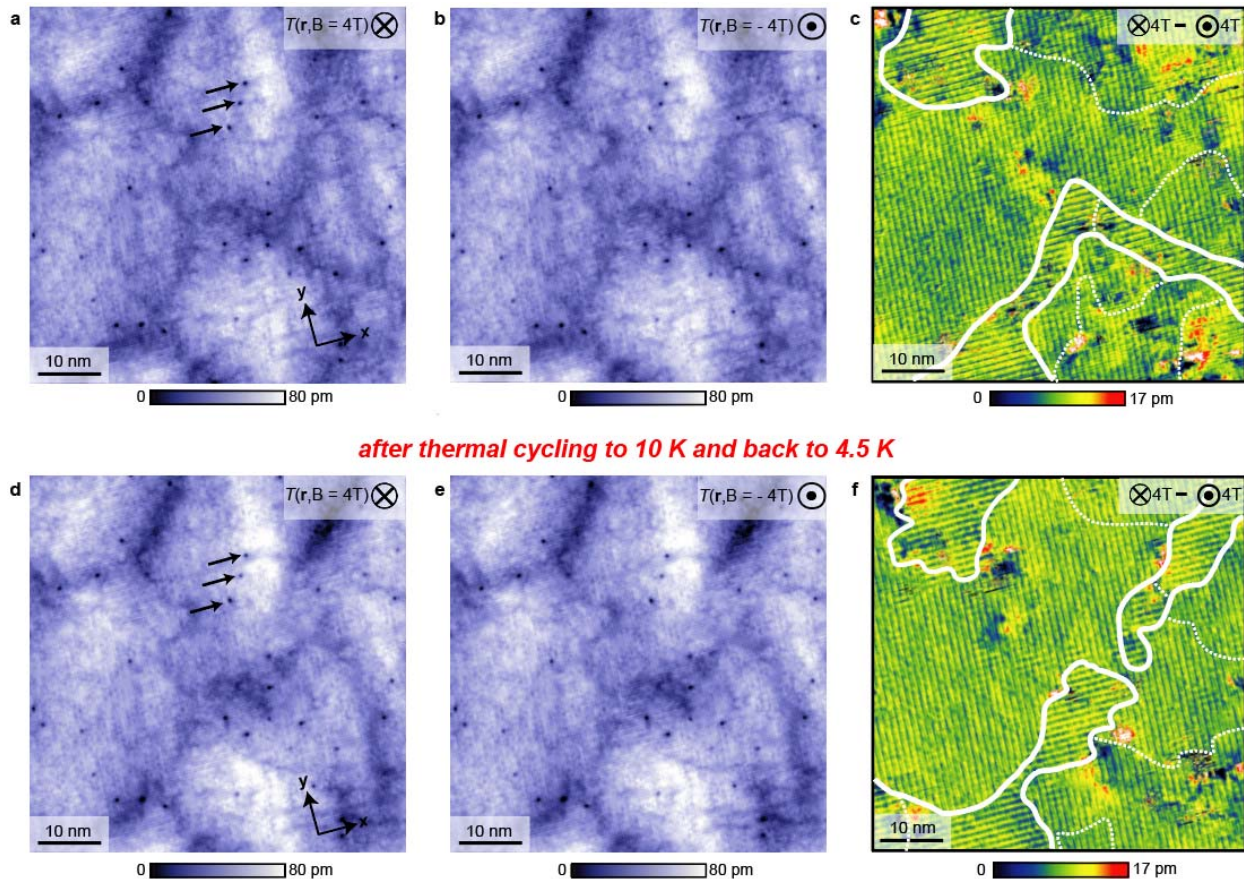 a
T(r,B = 4T)
b
T(r,B = - 4T)
c
4T – 4T
y
x
10 nm
10 nm
10 nm
0 80 pm
0 80 pm
0 17 pm
after thermal cycling to 10 K and back to 4.5 K
d
T(r,B = 4T)
e
T(r,B = - 4T)
f
4T – 4T
y
x
10 nm
10 nm
10 nm
0 80 pm
0 80 pm
0 17 pm